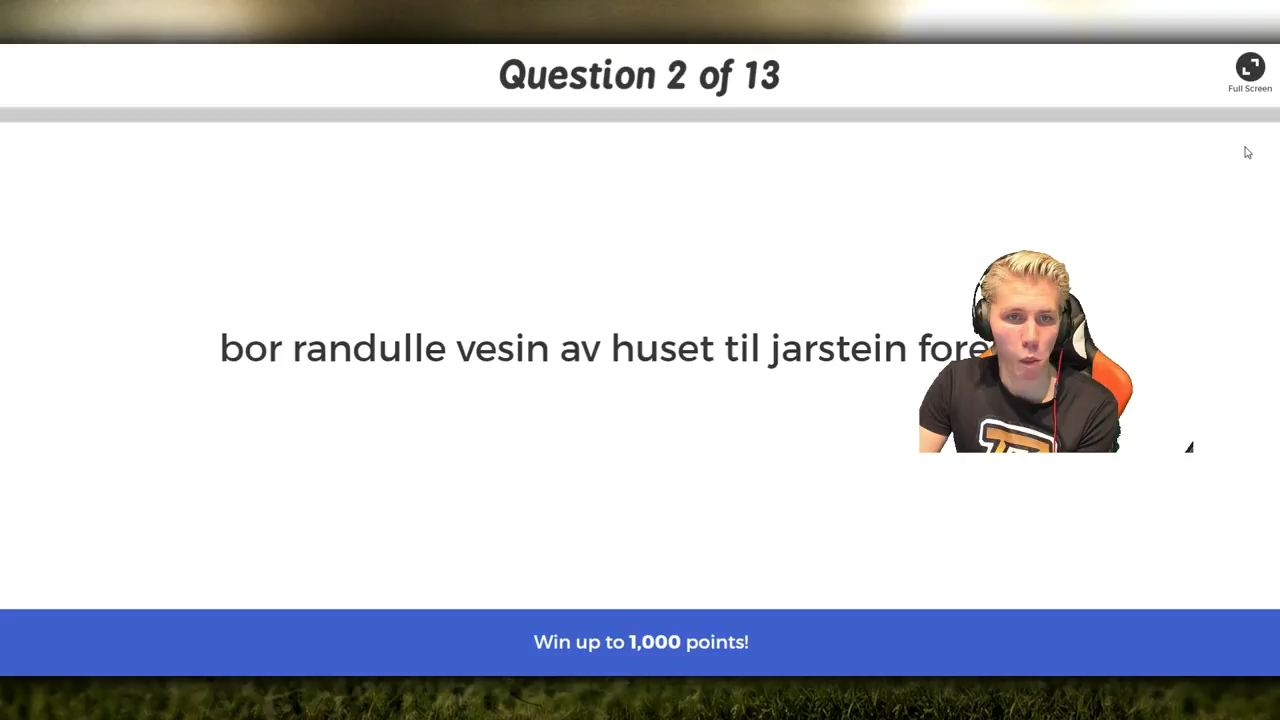 Question 2 of 13
Full Screen
bor randulle vesin av huset til jarstein
Win up to 1,000 points!